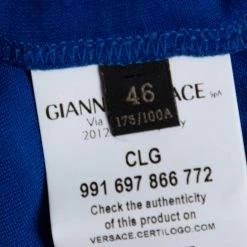 46
175/100A
GIANN ACE SpA
Via
2012 y
CLG
991 697 866 772
Check the authenticity
of this product on
VERSACE.CERTILOGO.COM